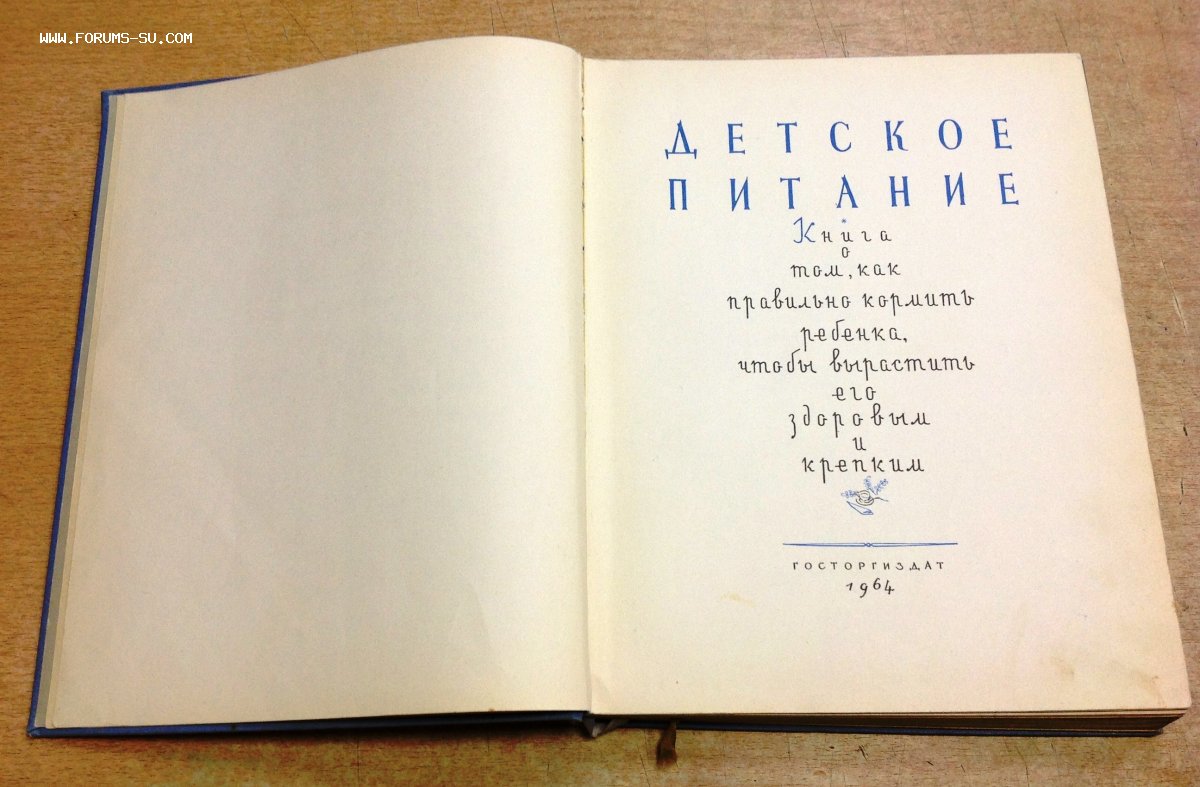 WWW.FORUMS-SU.COM
ДЕТСКОЕ
ПИТАНИЕ
Книга
о
том, как
правильно кормить
ребенка,
чтобы вырастить
его
здоровым
и
крепким
ГОСТОРГИЗДАТ
1964